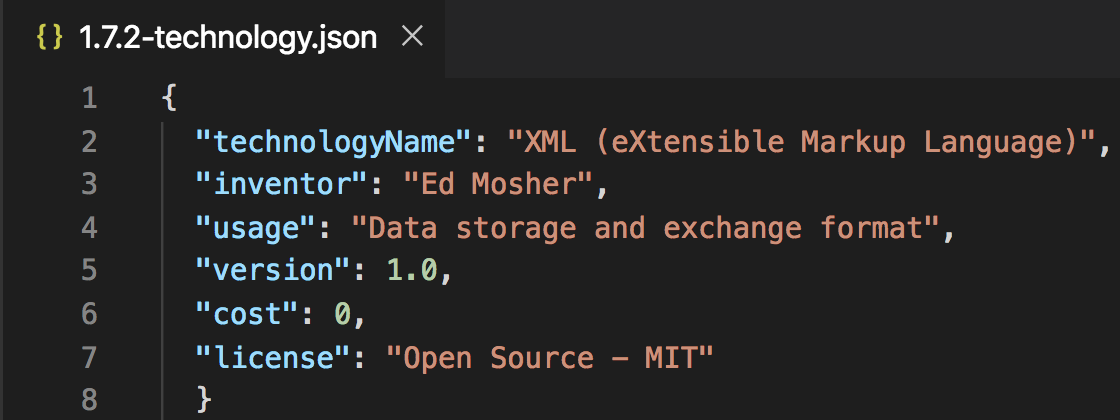 {} 1.7.2-technology.json ×
1 {
2 "technologyName": "XML (eXtensible Markup Language)",
3 "inventor": "Ed Mosher",
4 "usage": "Data storage and exchange format",
5 "version": 1.0,
6 "cost": 0,
7 "license": "Open Source - MIT"
8 }